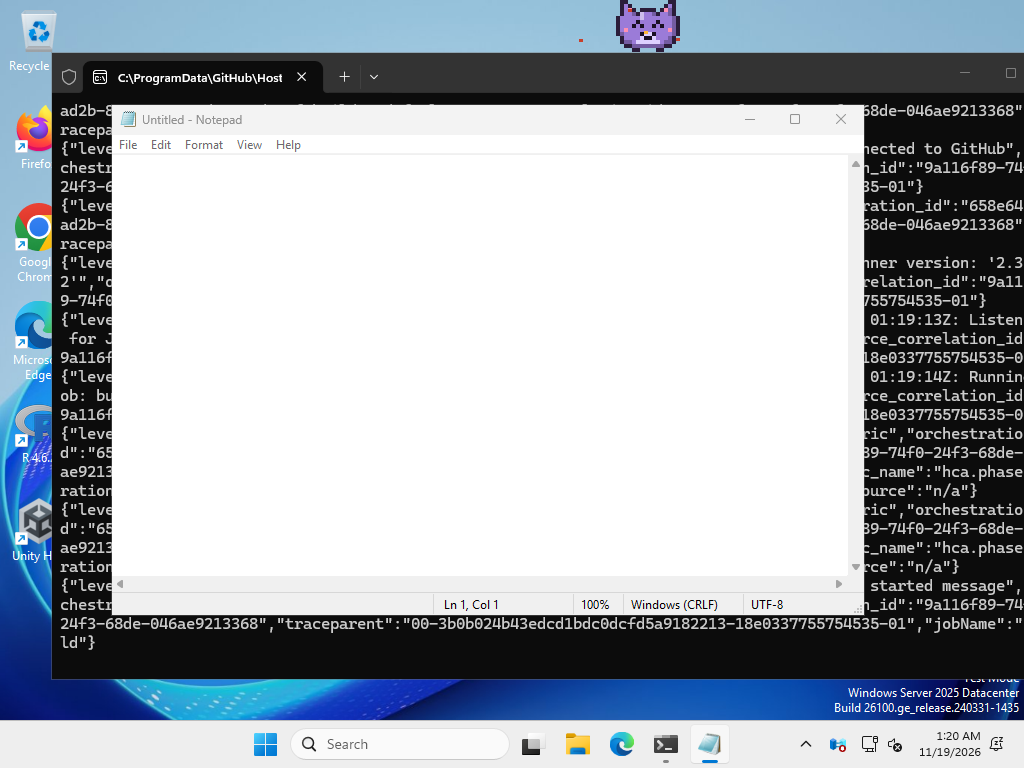 Recycle
Firefo
Googl
Chrom
Micros
Edge
R 4.6.
Unity H
C:\ProgramData\GitHub\Host
68de-046ae9213368"
racepa
{"leve
nected to GitHub",
chestr
n_id":"9a116f89-74
24f3-6
35-01"}
{"leve
ration_id":"658e64
ad2b-8
68de-046ae9213368"
racepa
{"leve
nner version: '2.3
2'","o
relation_id":"9a11
9-74f0
755754535-01"}
{"leve
01:19:13Z: Listen
for J
rce_correlation_id
9a116f
18e0337755754535-0
{"leve
01:19:14Z: Runnin
ob: bu
rce_correlation_id
9a116f
18e0337755754535-0
{"leve
ric","orchestratio
d":"65
89-74f0-24f3-68de-
ae9213
c_name":"hca.phase
ration
ource":"n/a"}
{"leve
ric","orchestratio
d":"65
89-74f0-24f3-68de-
ae9213
c_name":"hca.phase
ration
rce":"n/a"}
{"leve
started message",
chestr
n_id":"9a116f89-74
24f3-68de-046ae9213368","traceparent":"00-3b0b024b43edcd1bdc0dcfd5a9182213-18e0337755754535-01","jobName":"
ld"}
Untitled - Notepad
File Edit Format View Help
Ln 1, Col 1 100% Windows (CRLF) UTF-8
Test Mode
Windows Server 2025 Datacenter
Build 26100.ge_release.240331-1435
Search
1:20 AM
11/19/2026